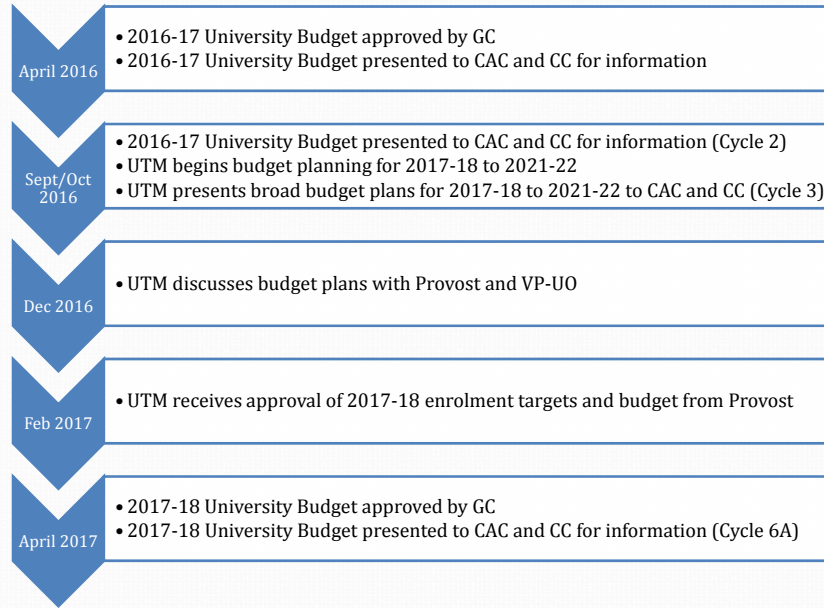 April 2016
• 2016-17 University Budget approved by GC
• 2016-17 University Budget presented to CAC and CC for information
Sept/Oct
2016
• 2016-17 University Budget presented to CAC and CC for information (Cycle 2)
• UTM begins budget planning for 2017-18 to 2021-22
• UTM presents broad budget plans for 2017-18 to 2021-22 to CAC and CC (Cycle 3)
Dec 2016
• UTM discusses budget plans with Provost and VP-UO
Feb 2017
• UTM receives approval of 2017-18 enrolment targets and budget from Provost
April 2017
• 2017-18 University Budget approved by GC
• 2017-18 University Budget presented to CAC and CC for information (Cycle 6A)